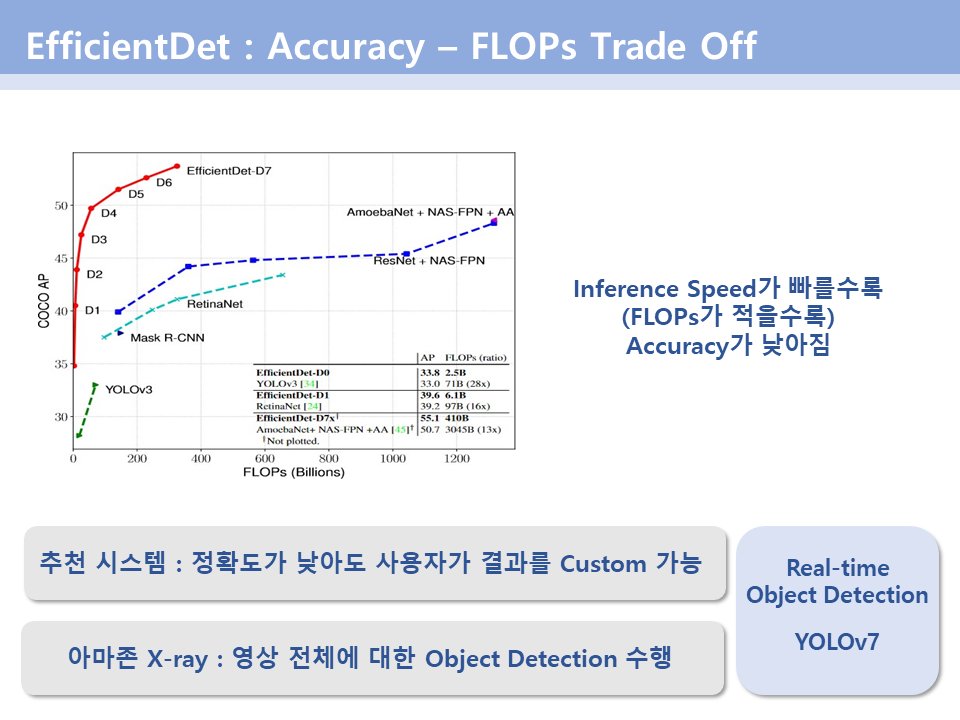 EfficientDet : Accuracy – FLOPs Trade Off
EfficientDet-D7
D6
D5
D4
D3
D2
D1
AmoebaNet + NAS-FPN + AA
ResNet + NAS-FPN
RetinaNet
Mask R-CNN
YOLOv3
COCO AP
50
45
40
35
30
AP FLOPs (ratio)
EfficientDet-D0 33.8 2.5B
YOLOv3 [34] 33.0 71B (28x)
EfficientDet-D1 39.6 6.1B
RetinaNet [24] 39.2 97B (16x)
EfficientDet-D7x† 55.1 410B
AmoebaNet+ NAS-FPN +AA [45]† 50.7 3045B (13x)
†Not plotted.
0 200 400 600 800 1000 1200
FLOPs (Billions)
Inference Speed가 빠를수록
(FLOPs가 적을수록)
Accuracy가 낮아짐
추천 시스템 : 정확도가 낮아도 사용자가 결과를 Custom 가능
아마존 X-ray : 영상 전체에 대한 Object Detection 수행
Real-time
Object Detection
YOLOv7